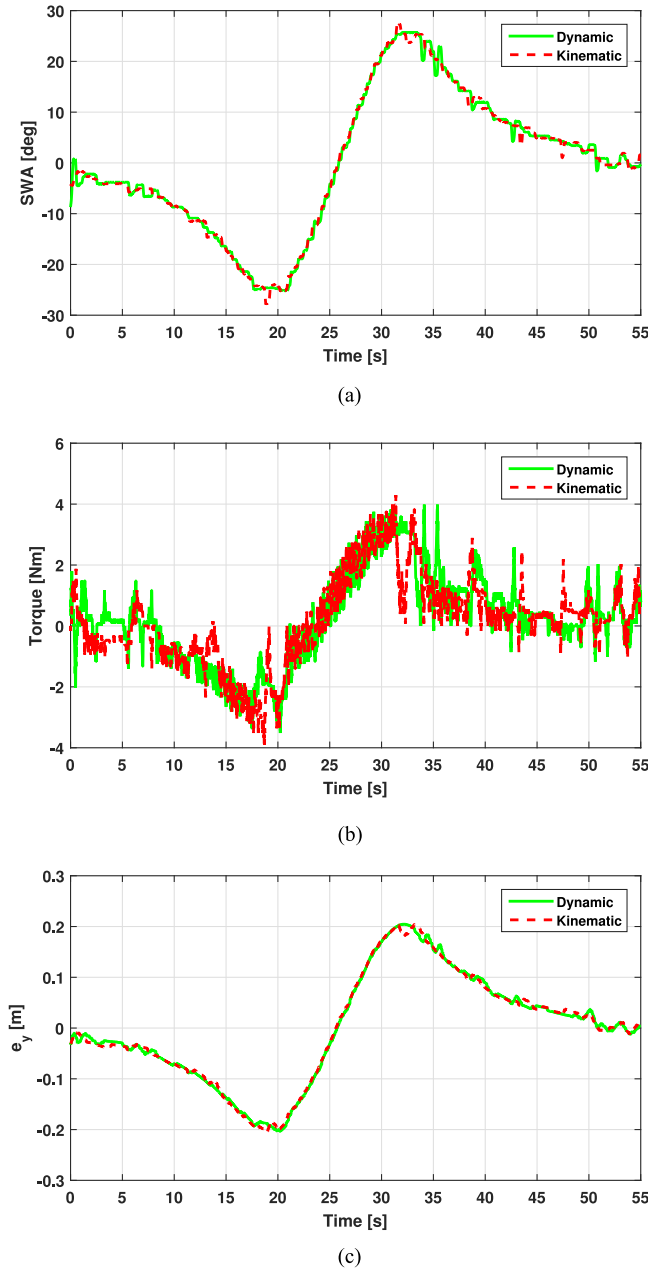 30
20
10
0
-10
-20
-30
SWA [deg]
Dynamic
Kinematic
0 5 10 15 20 25 30 35 40 45 50 55
Time [s]
(a)
6
4
2
0
-2
-4
Torque [Nm]
Dynamic
Kinematic
0 5 10 15 20 25 30 35 40 45 50 55
Time [s]
(b)
0.3
0.2
0.1
0
-0.1
-0.2
-0.3
e_y [m]
Dynamic
Kinematic
0 5 10 15 20 25 30 35 40 45 50 55
Time [s]
(c)